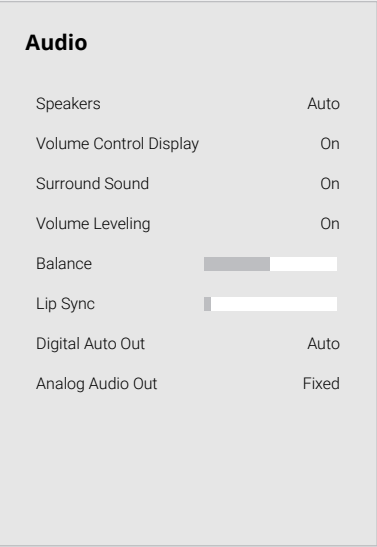 Audio
Speakers Auto
Volume Control Display On
Surround Sound On
Volume Leveling On
Balance
Lip Sync
Digital Auto Out Auto
Analog Audio Out Fixed